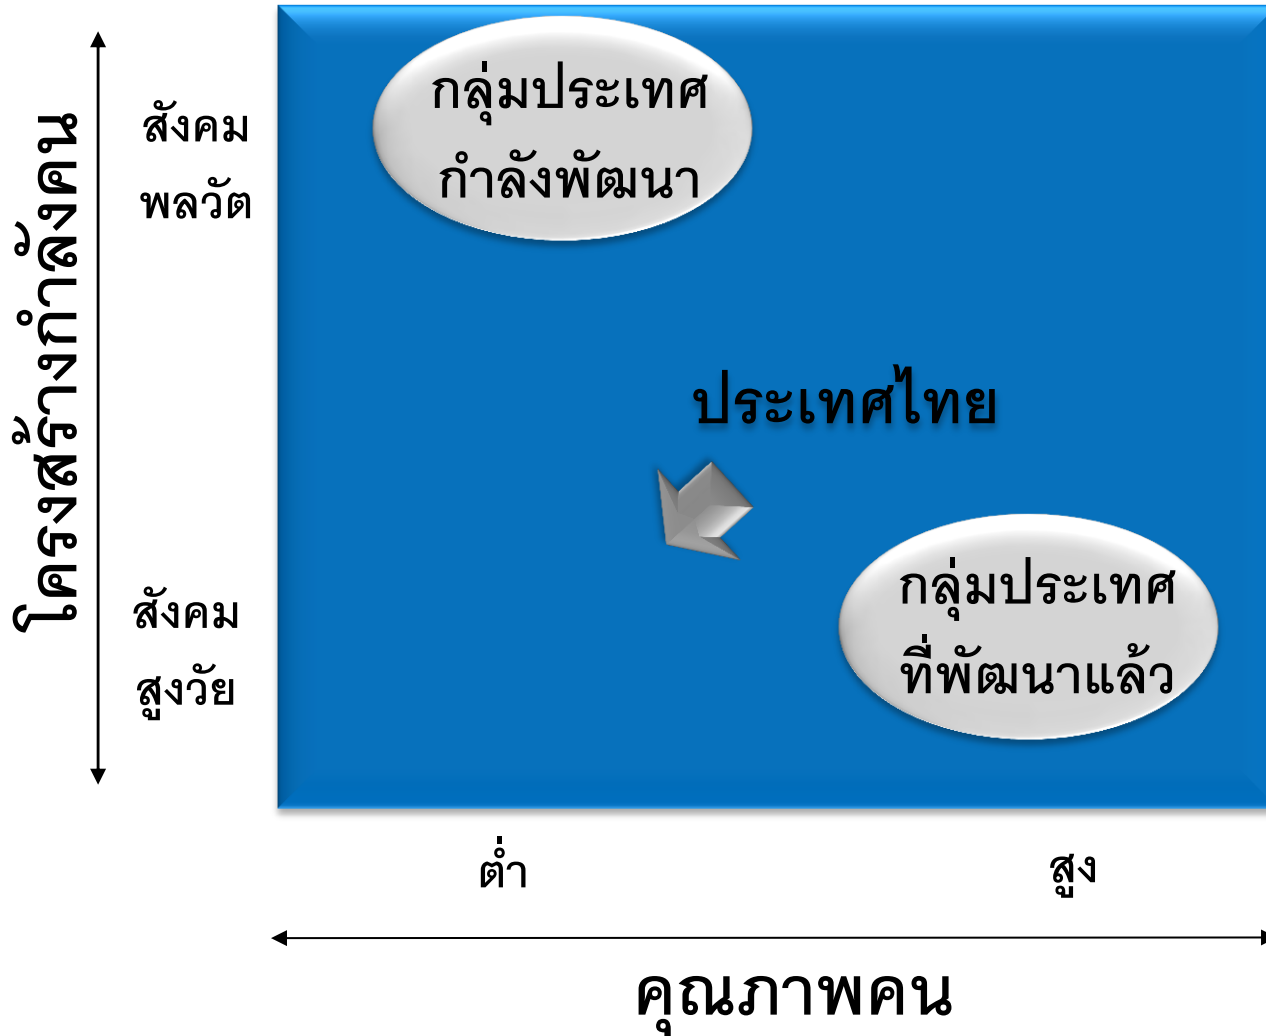 โครงสร้างกำลังคน
สังคม
พลวัต
กลุ่มประเทศ
กำลังพัฒนา
ประเทศไทย
สังคม
สูงวัย
กลุ่มประเทศ
ที่พัฒนาแล้ว
ต่ำ
สูง
คุณภาพคน